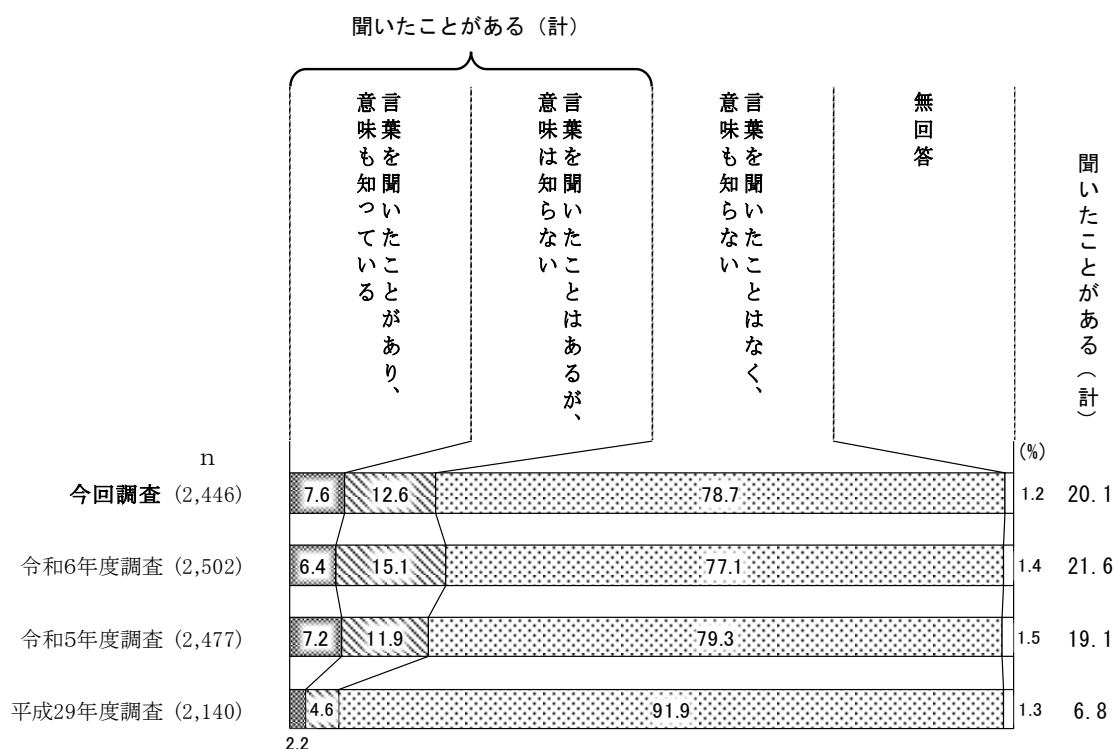 聞いたことがある（計）
言葉を聞いたことがあり、
意味も知っている
言葉を聞いたことはあるが、
意味は知らない
言葉を聞いたことはなく、
意味も知らない
無回答
聞いたことがある（計）
n
(%)
今回調査 (2,446) 7.6 12.6 78.7 1.2 20.1
令和6年度調査 (2,502) 6.4 15.1 77.1 1.4 21.6
令和5年度調査 (2,477) 7.2 11.9 79.3 1.5 19.1
平成29年度調査 (2,140) 4.6 91.9 1.3 6.8
2.2